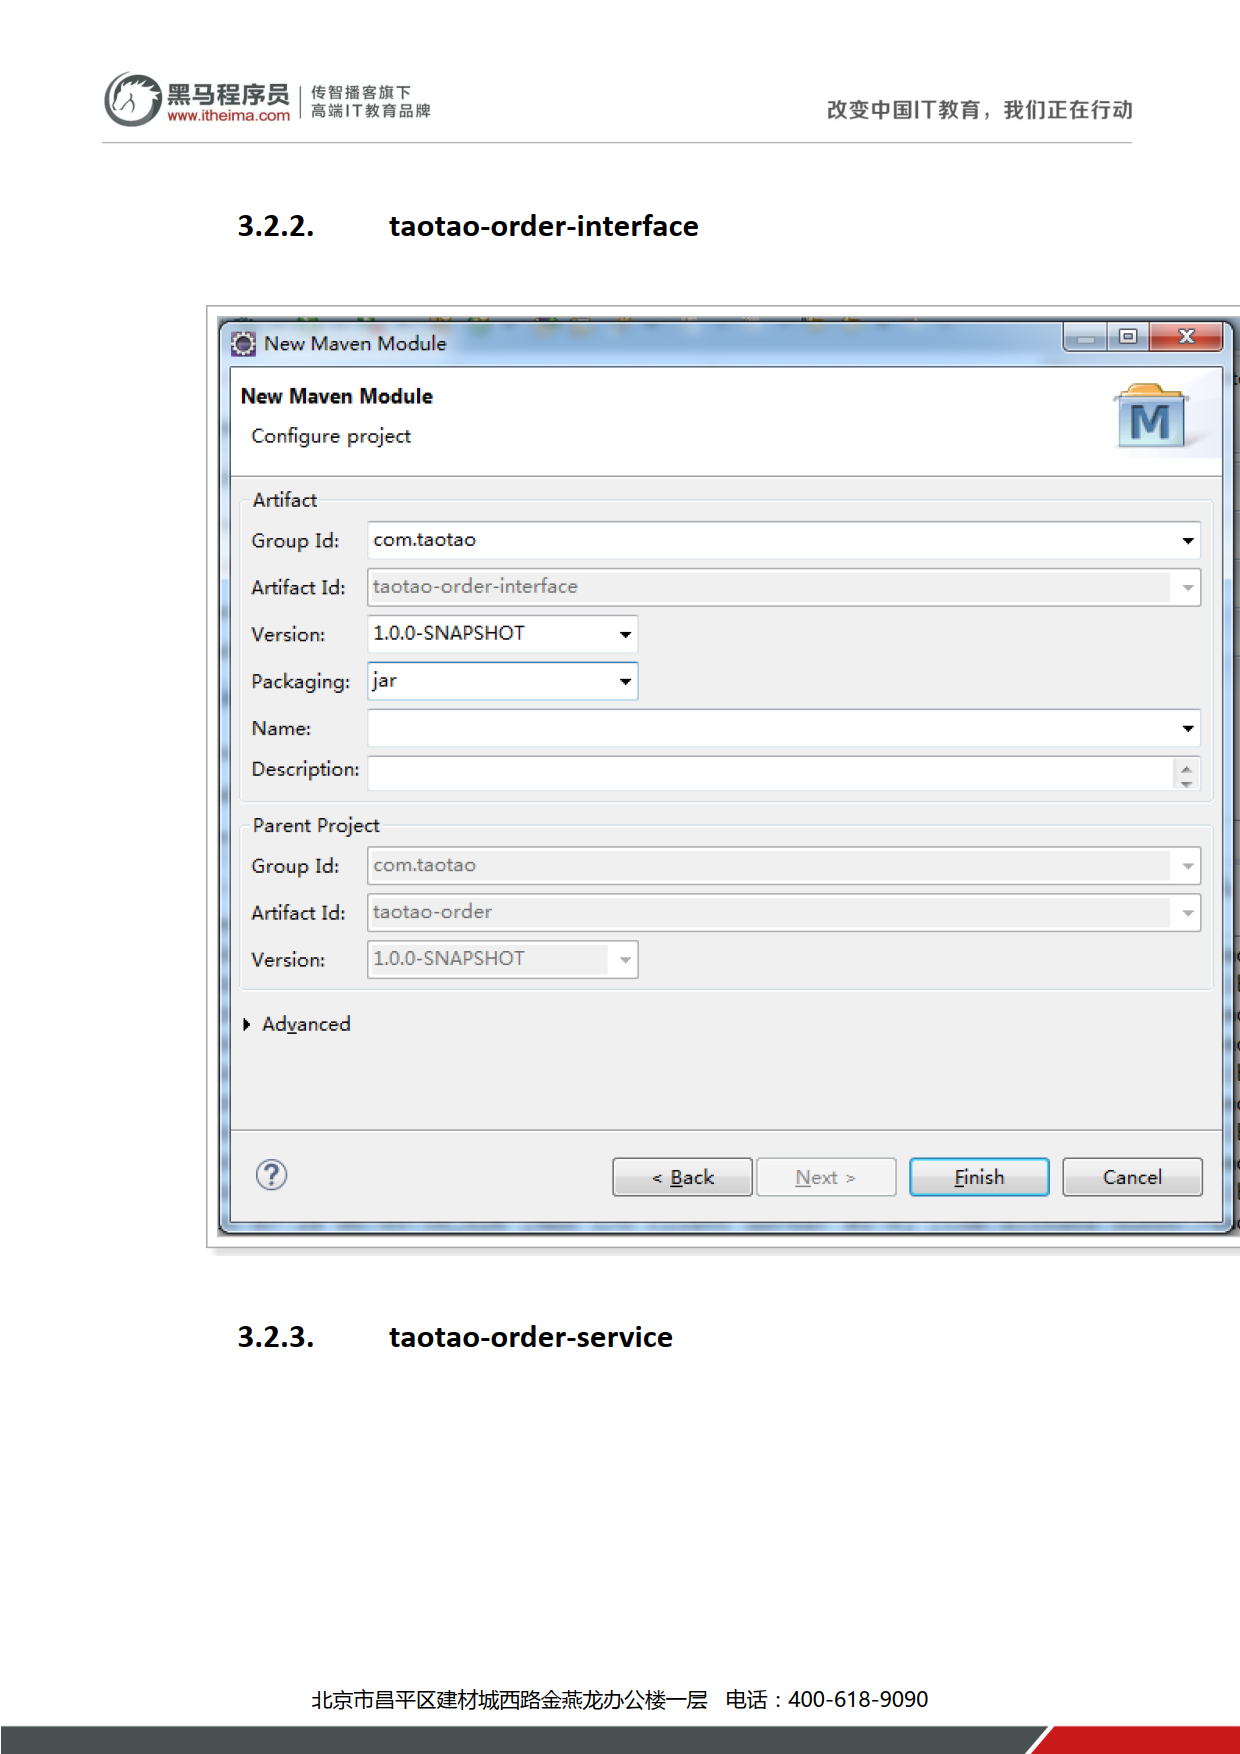 黑马程序员
www.itheima.com
传智播客旗下
高端IT教育品牌
改变中国IT教育，我们正在行动
3.2.2. taotao-order-interface
New Maven Module
New Maven Module
Configure project
M
Artifact
Group Id: com.taotao
Artifact Id: taotao-order-interface
Version: 1.0.0-SNAPSHOT
Packaging: jar
Name:
Description:
Parent Project
Group Id: com.taotao
Artifact Id: taotao-order
Version: 1.0.0-SNAPSHOT
Advanced
< Back Next > Finish Cancel
3.2.3. taotao-order-service
北京市昌平区建材城西路金燕龙办公楼一层 电话：400-618-9090